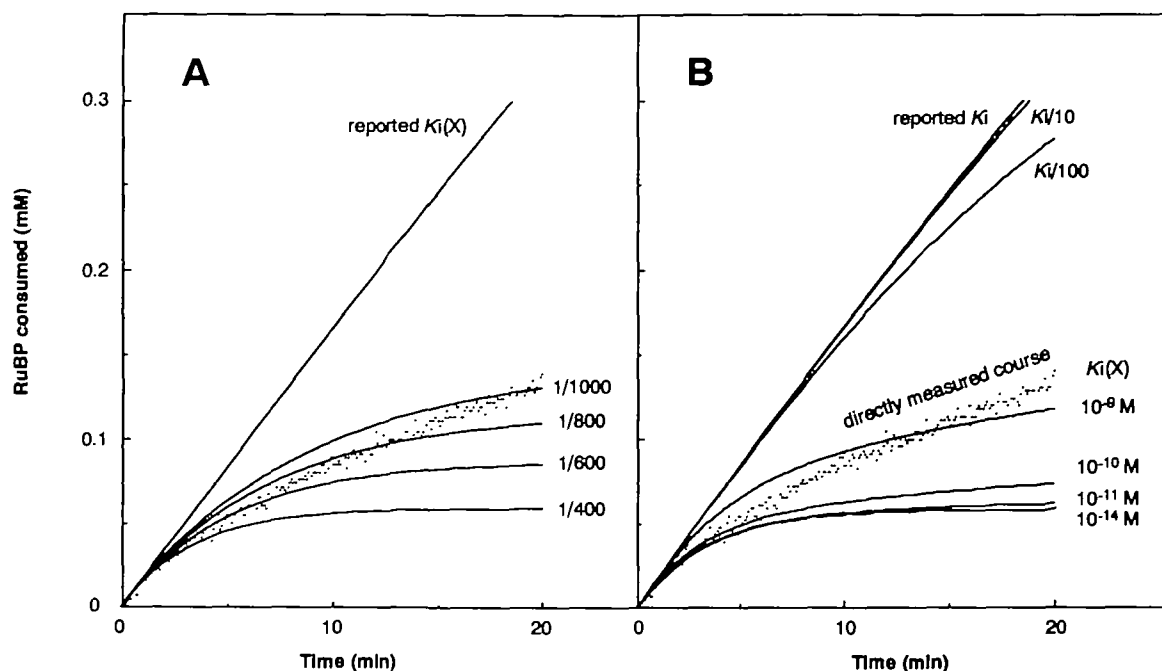 A
B
RuBP consumed (mM)
0.3
0.2
0.1
0
reported Ki(X)
1/1000
1/800
1/600
1/400
0
10
20
Time (min)
reported Ki
Ki/10
Ki/100
directly measured course
Ki(X)
10⁻⁹ M
10⁻¹⁰ M
10⁻¹¹ M
10⁻¹⁴ M
0
10
20
Time (min)